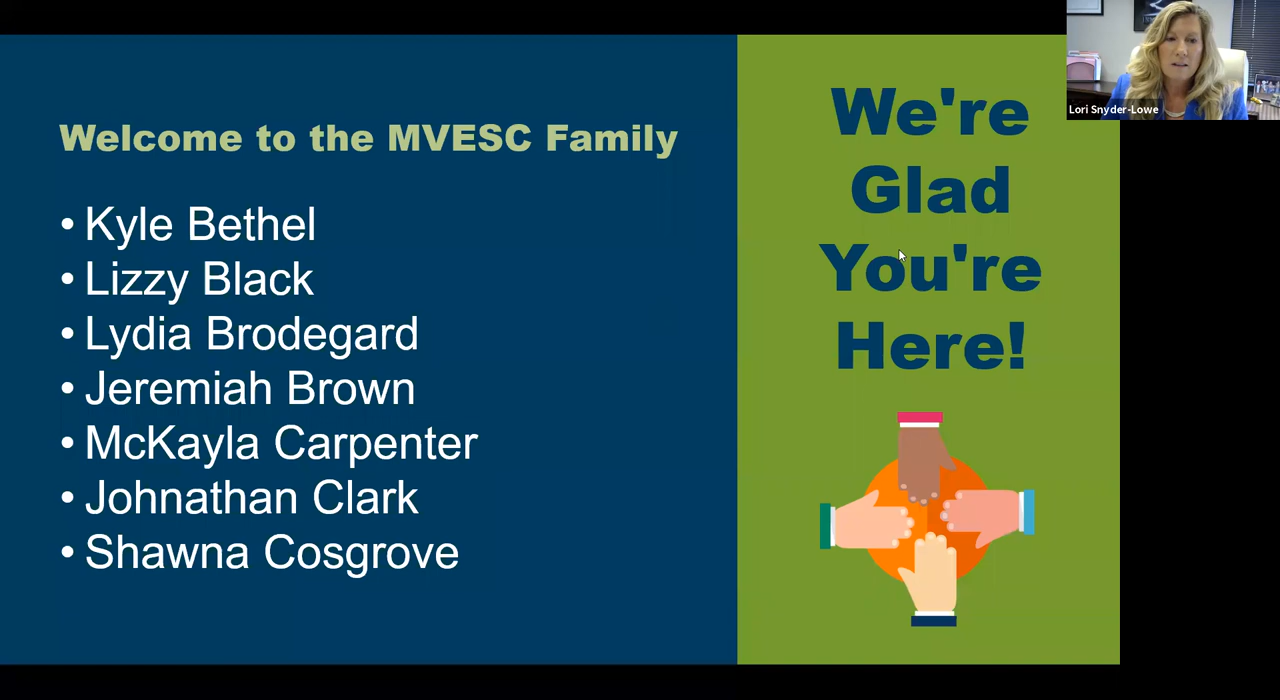 Welcome to the MVESC Family
• Kyle Bethel
• Lizzy Black
• Lydia Brodegard
• Jeremiah Brown
• McKayla Carpenter
• Johnathan Clark
• Shawna Cosgrove
We're
Glad
You're
Here!
Lori Snyder-Lowe